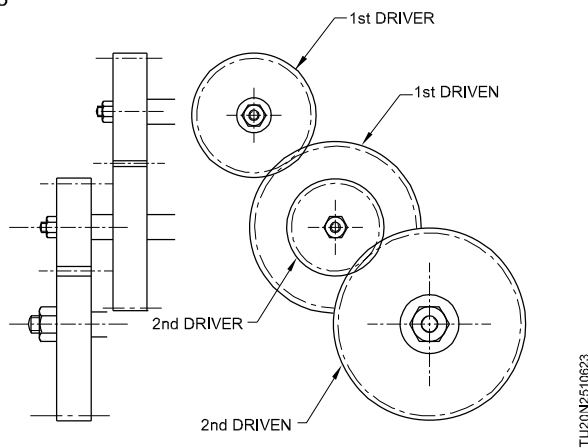 1st DRIVER
1st DRIVEN
2nd DRIVER
2nd DRIVEN
TU20N2510623